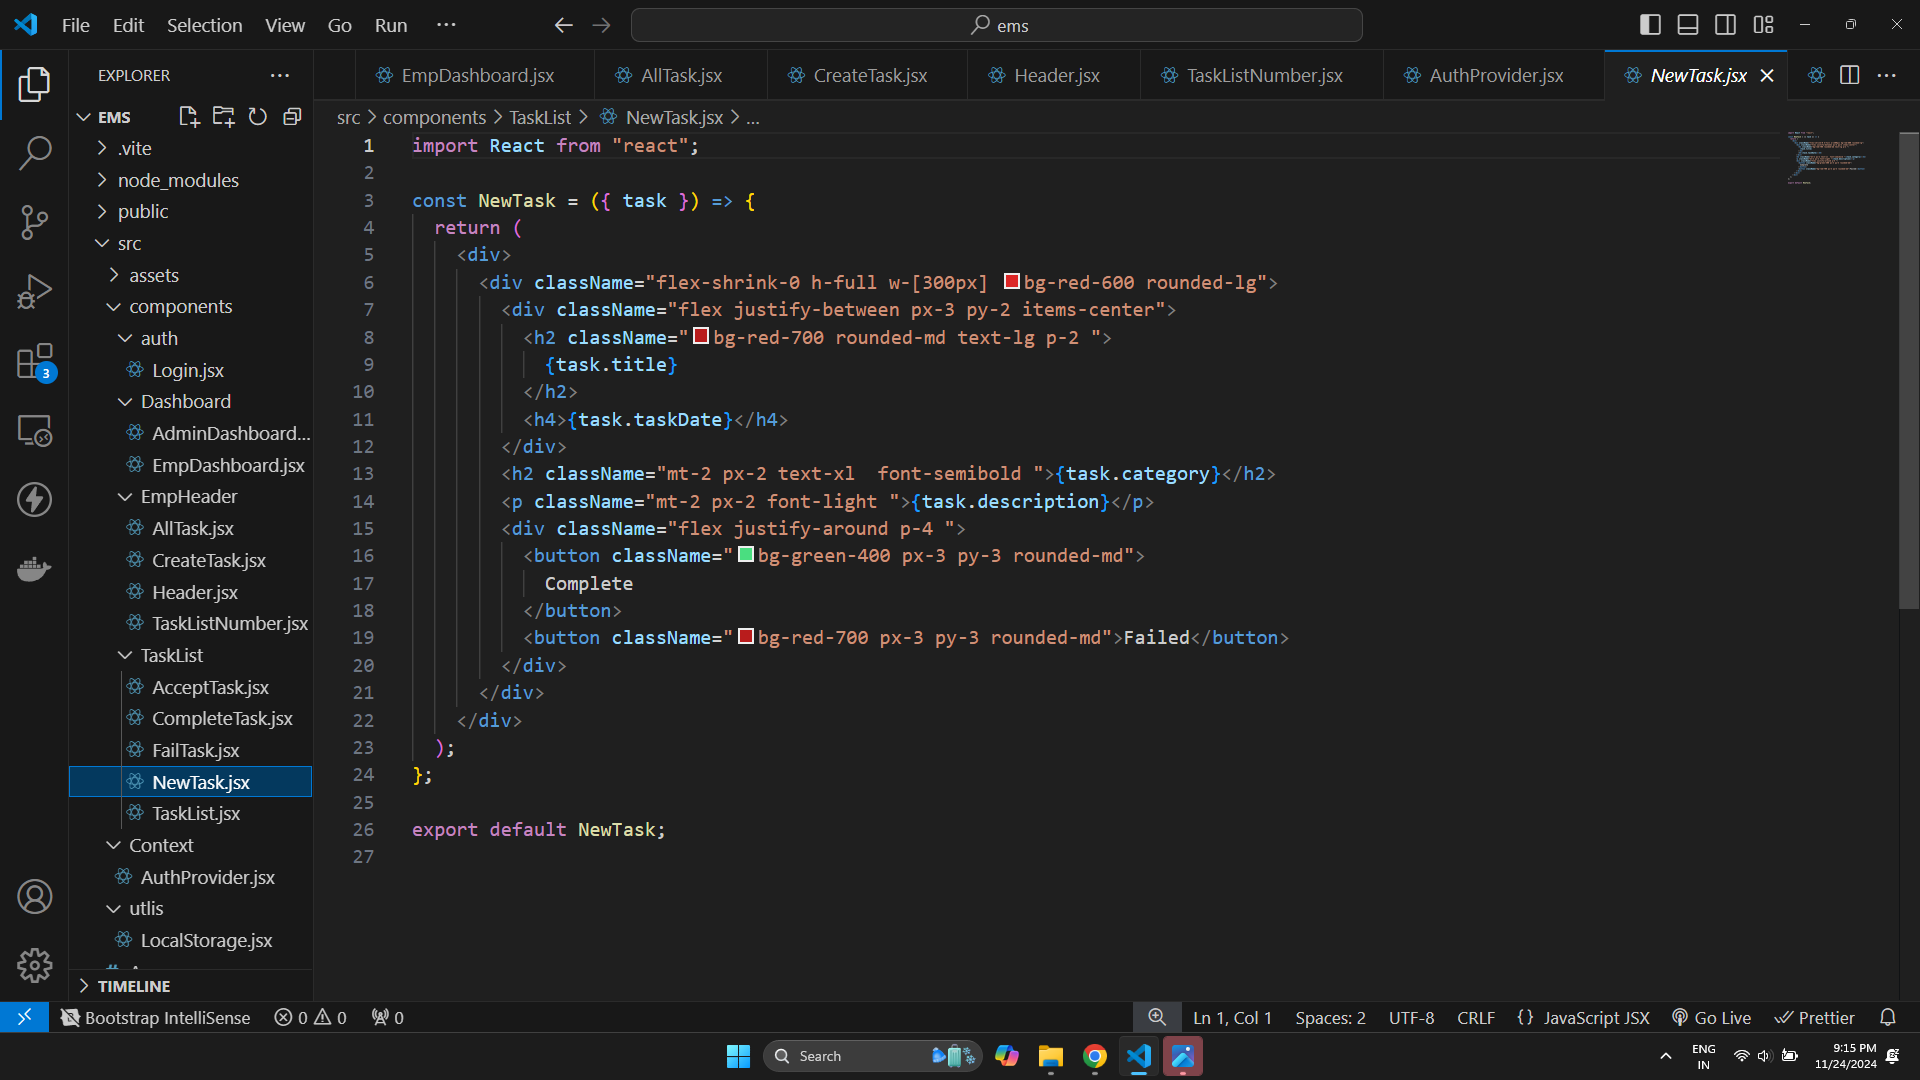 File Edit Selection View Go Run ···
ems
EXPLORER ···
EmpDashboard.jsx AllTask.jsx CreateTask.jsx Header.jsx TaskListNumber.jsx AuthProvider.jsx NewTask.jsx ···
EMS
src > components > TaskList > NewTask.jsx > ...
.vite
node_modules
public
src
assets
components
auth
Login.jsx
Dashboard
AdminDashboard...
EmpDashboard.jsx
EmpHeader
AllTask.jsx
CreateTask.jsx
Header.jsx
TaskListNumber.jsx
TaskList
AcceptTask.jsx
CompleteTask.jsx
FailTask.jsx
NewTask.jsx
TaskList.jsx
Context
AuthProvider.jsx
utlis
LocalStorage.jsx
TIMELINE
3
1 import React from "react";
2
3 const NewTask = ({ task }) => {
4   return (
5     <div>
6       <div className="flex-shrink-0 h-full w-[300px] bg-red-600 rounded-lg">
7         <div className="flex justify-between px-3 py-2 items-center">
8           <h2 className="bg-red-700 rounded-md text-lg p-2 ">
9             {task.title}
10           </h2>
11           <h4>{task.taskDate}</h4>
12         </div>
13         <h2 className="mt-2 px-2 text-xl  font-semibold ">{task.category}</h2>
14         <p className="mt-2 px-2 font-light ">{task.description}</p>
15         <div className="flex justify-around p-4 ">
16           <button className="bg-green-400 px-3 py-3 rounded-md">
17             Complete
18           </button>
19           <button className="bg-red-700 px-3 py-3 rounded-md">Failed</button>
20         </div>
21       </div>
22     </div>
23   );
24 };
25
26 export default NewTask;
27
Bootstrap IntelliSense 0 0 0 Ln 1, Col 1 Spaces: 2 UTF-8 CRLF {} JavaScript JSX Go Live Prettier
Search
ENG
IN
9:15 PM
11/24/2024